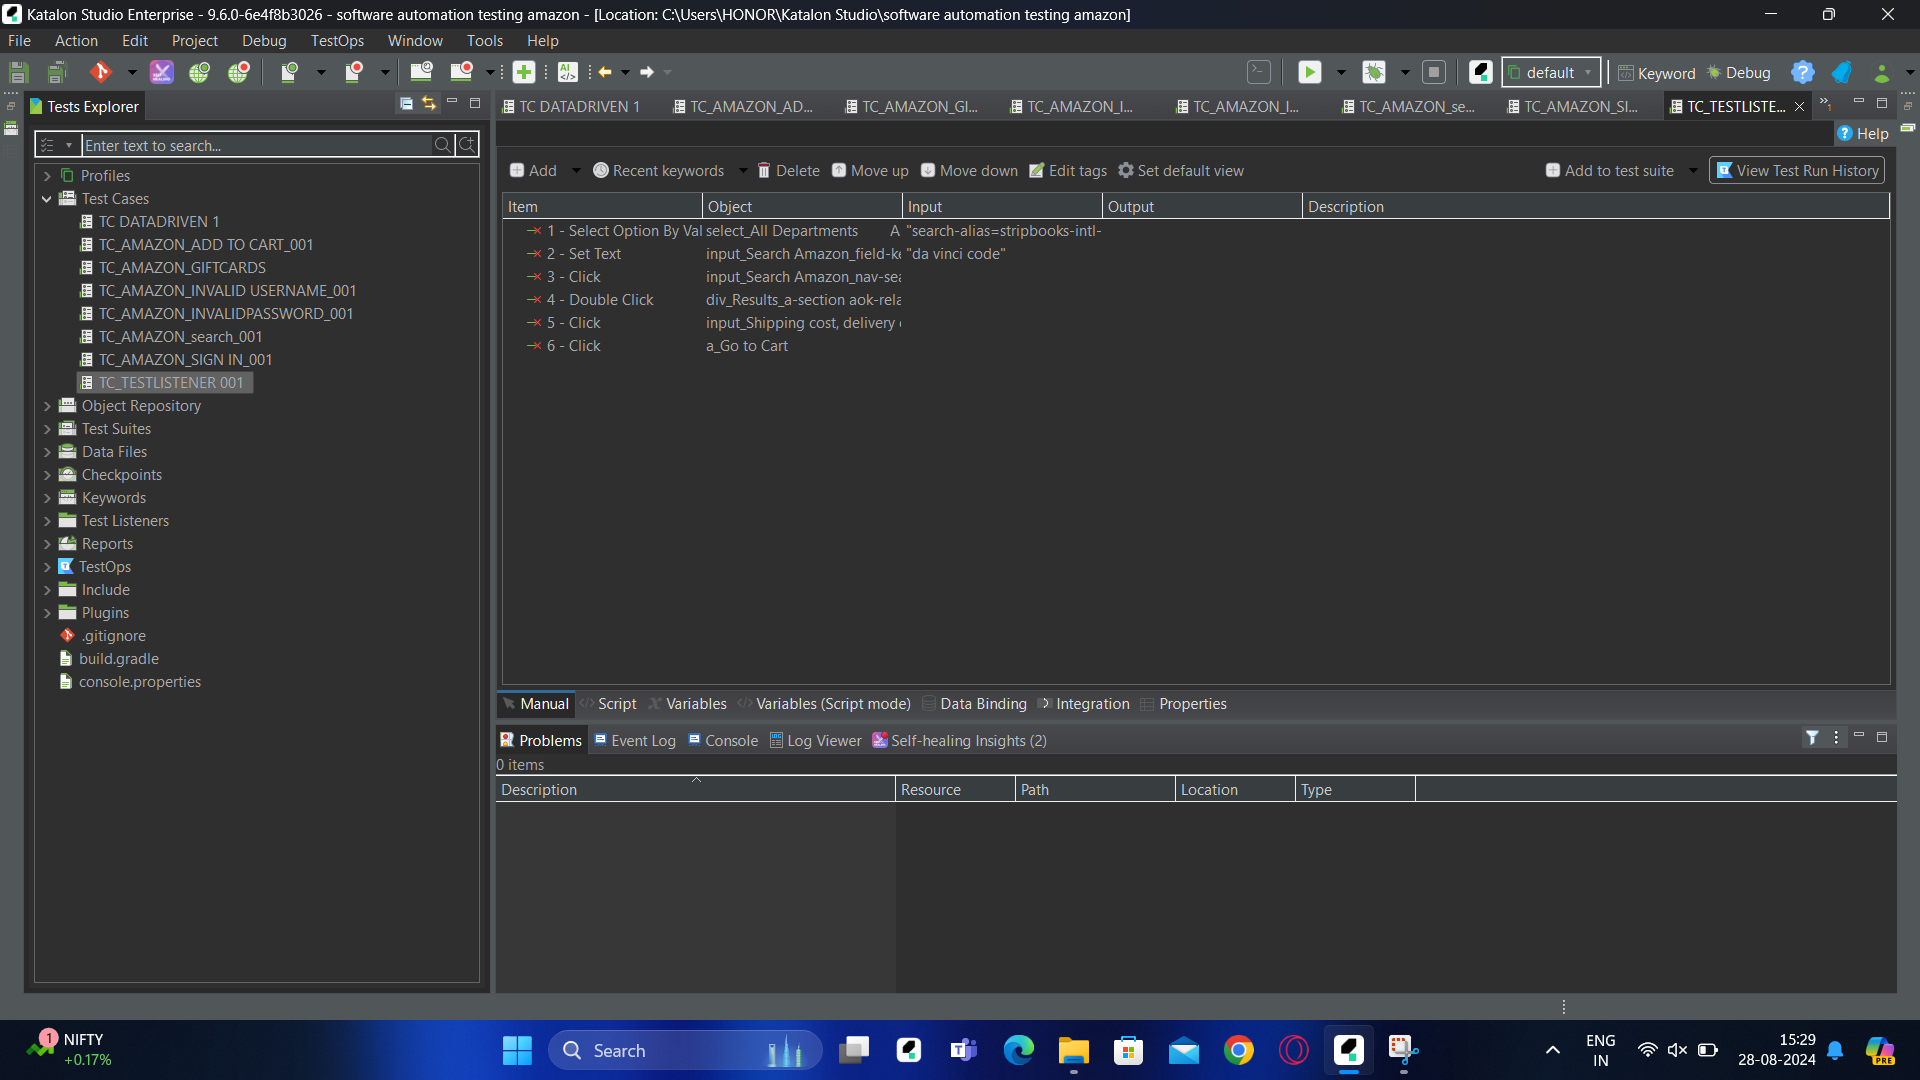 Katalon Studio Enterprise - 9.6.0-6e4f8b3026 - software automation testing amazon - [Location: C:\Users\HONOR\Katalon Studio\software automation testing amazon]
File Action Edit Project Debug TestOps Window Tools Help
default Keyword Debug
Tests Explorer
TC DATADRIVEN 1 TC_AMAZON_AD... TC_AMAZON_GI... TC_AMAZON_I... TC_AMAZON_I... TC_AMAZON_se... TC_AMAZON_SI... TC_TESTLISTE...
Help
Enter text to search...
Profiles
Test Cases
TC DATADRIVEN 1
TC_AMAZON_ADD TO CART_001
TC_AMAZON_GIFTCARDS
TC_AMAZON_INVALID USERNAME_001
TC_AMAZON_INVALIDPASSWORD_001
TC_AMAZON_search_001
TC_AMAZON_SIGN IN_001
TC_TESTLISTENER 001
Object Repository
Test Suites
Data Files
Checkpoints
Keywords
Test Listeners
Reports
TestOps
Include
Plugins
.gitignore
build.gradle
console.properties
Add Recent keywords Delete Move up Move down Edit tags Set default view Add to test suite View Test Run History
Item Object Input Output Description
1 - Select Option By Val select_All Departments A "search-alias=stripbooks-intl-
2 - Set Text input_Search Amazon_field-k "da vinci code"
3 - Click input_Search Amazon_nav-sea
4 - Double Click div_Results_a-section aok-rela
5 - Click input_Shipping cost, delivery
6 - Click a_Go to Cart
Manual Script Variables Variables (Script mode) Data Binding Integration Properties
Problems Event Log Console Log Viewer Self-healing Insights (2)
0 items
Description Resource Path Location Type
1 NIFTY
+0.17%
Search
ENG
IN
15:29
28-08-2024
PRE